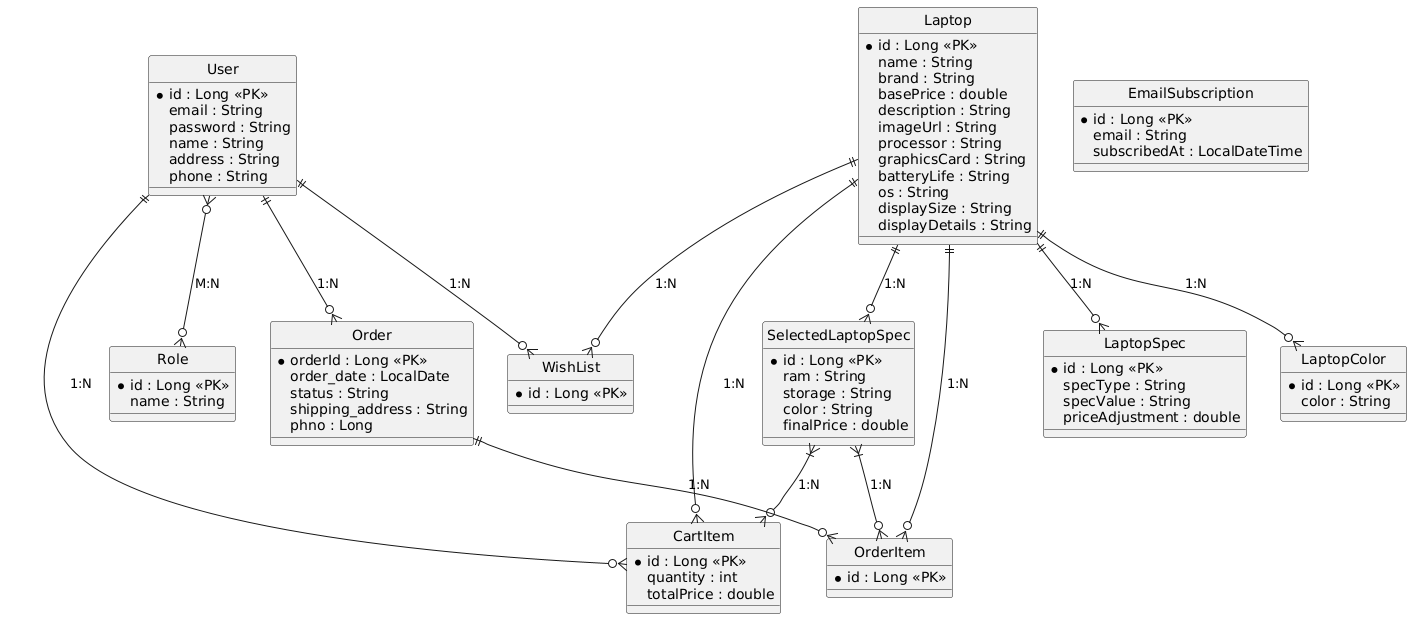 Laptop
id : Long «PK»
name : String
brand : String
basePrice : double
description : String
imageUrl : String
processor : String
graphicsCard : String
batteryLife : String
os : String
displaySize : String
displayDetails : String
User
id : Long «PK»
email : String
password : String
name : String
address : String
phone : String
EmailSubscription
id : Long «PK»
email : String
subscribedAt : LocalDateTime
M:N
1:N
1:N
1:N
1:N
1:N
1:N
Role
id : Long «PK»
name : String
Order
orderId : Long «PK»
order_date : LocalDate
status : String
shipping_address : String
phno : Long
WishList
id : Long «PK»
SelectedLaptopSpec
id : Long «PK»
ram : String
storage : String
color : String
finalPrice : double
LaptopSpec
id : Long «PK»
specType : String
specValue : String
priceAdjustment : double
LaptopColor
id : Long «PK»
color : String
1:N
1:N
1:N
1:N
1:N
1:N
CartItem
id : Long «PK»
quantity : int
totalPrice : double
OrderItem
id : Long «PK»